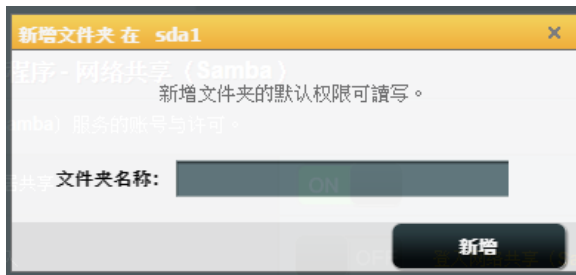 新增文件夹 在 sda1
程序 - 网络共享（Samba）
新增文件夹的默认权限可讀写。
amba）服务的账号与许可。
文件夹名称：
ON
新增